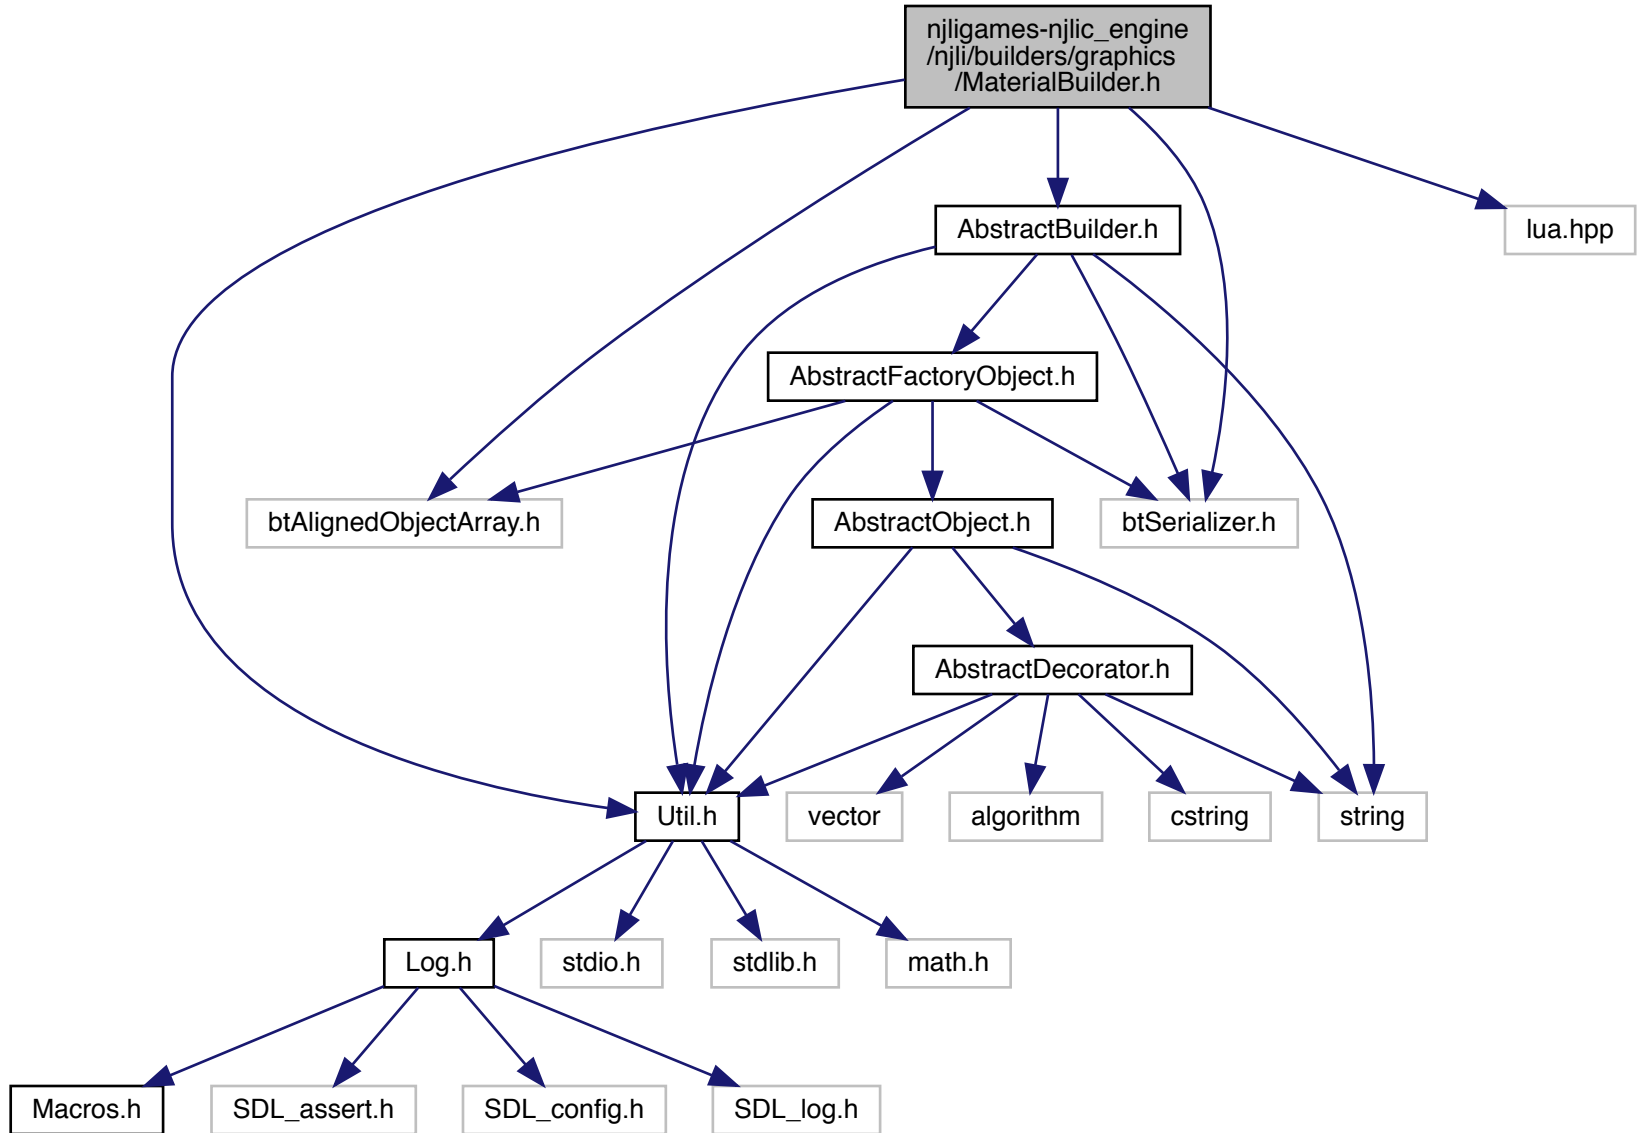 njligames-njlic_engine
/njli/builders/graphics
/MaterialBuilder.h
AbstractBuilder.h
lua.hpp
AbstractFactoryObject.h
btAlignedObjectArray.h
AbstractObject.h
btSerializer.h
AbstractDecorator.h
Util.h
vector
algorithm
cstring
string
Log.h
stdio.h
stdlib.h
math.h
Macros.h
SDL_assert.h
SDL_config.h
SDL_log.h